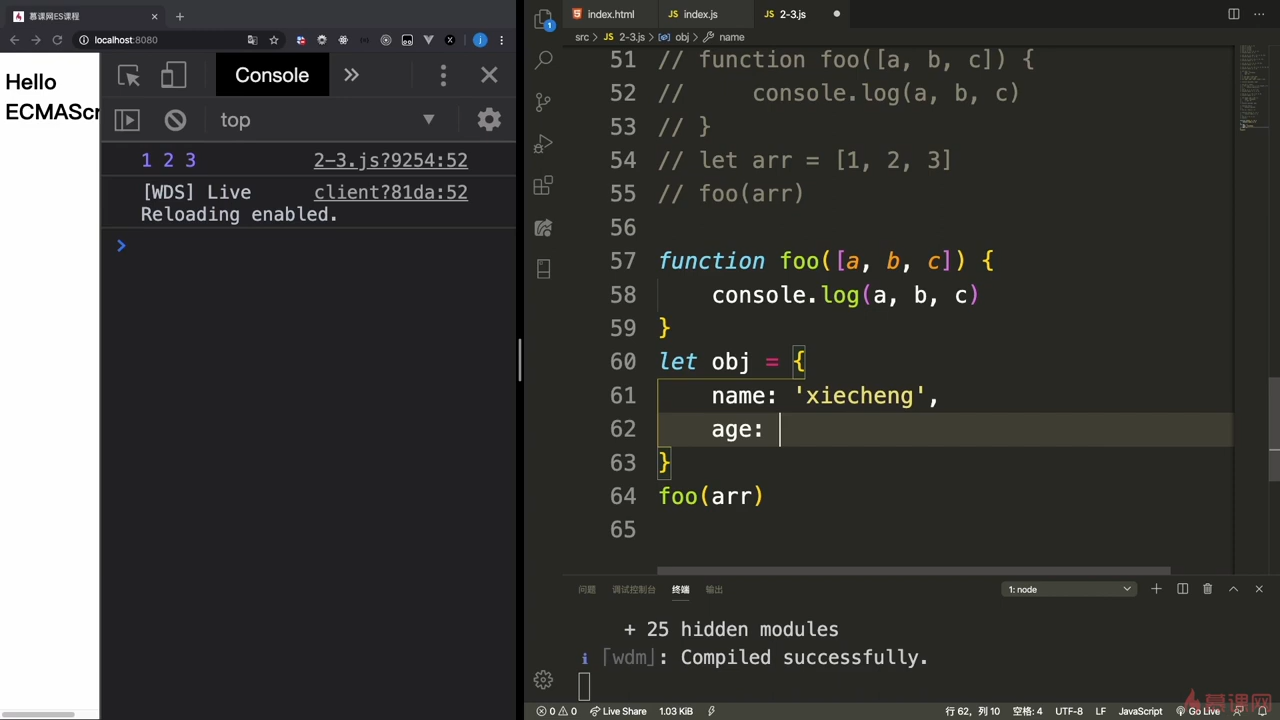 慕课网ES课程
localhost:8080
Hello
ECMAScr
Console
top
1 2 3 2-3.js?9254:52
[WDS] Live client?81da:52
Reloading enabled.
index.html
index.js
2-3.js
src > 2-3.js > obj > name
51 // function foo([a, b, c]) {
52 //     console.log(a, b, c)
53 // }
54 // let arr = [1, 2, 3]
55 // foo(arr)
56
57 function foo([a, b, c]) {
58     console.log(a, b, c)
59 }
60 let obj = {
61     name: 'xiecheng',
62     age:
63 }
64 foo(arr)
65
问题 调试控制台 终端 输出 1: node
+ 25 hidden modules
i ｢wdm｣: Compiled successfully.
0 0 Live Share 1.03 KiB 行 62, 列 10 空格: 4 UTF-8 LF JavaScript Go Live
慕课网